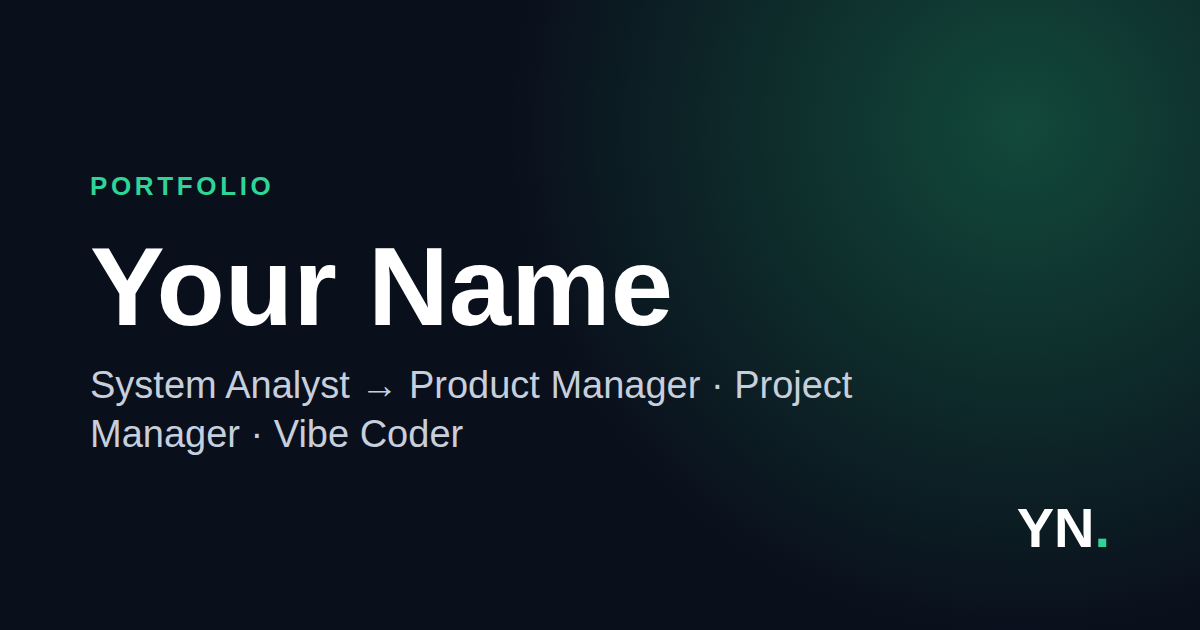 PORTFOLIO
Your Name
System Analyst → Product Manager · Project
Manager · Vibe Coder
YN.